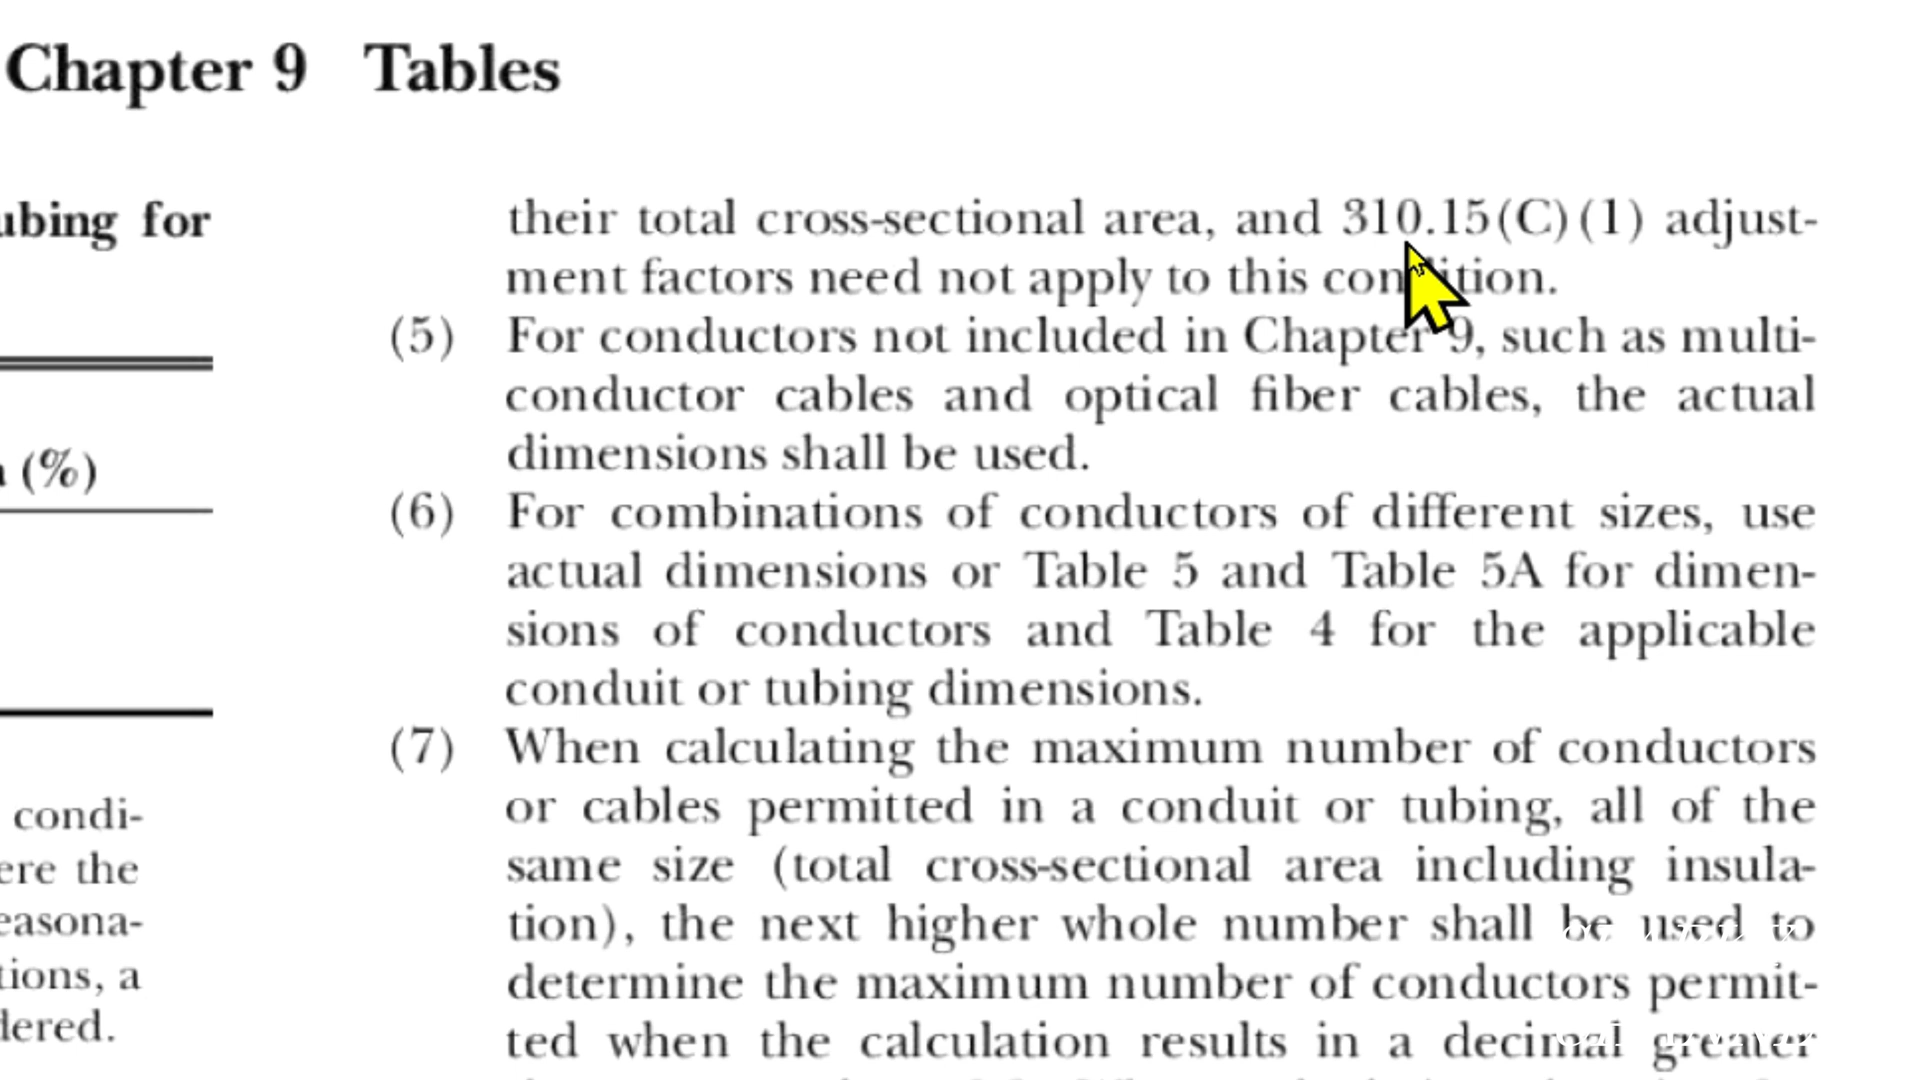 Chapter 9 Tables
ubing for
(%)
condi-
ere the
easona-
tions, a
dered.
their total cross-sectional area, and 310.15(C)(1) adjust-
ment factors need not apply to this condition.
(5) For conductors not included in Chapter 9, such as multi-
conductor cables and optical fiber cables, the actual
dimensions shall be used.
(6) For combinations of conductors of different sizes, use
actual dimensions or Table 5 and Table 5A for dimen-
sions of conductors and Table 4 for the applicable
conduit or tubing dimensions.
(7) When calculating the maximum number of conductors
or cables permitted in a conduit or tubing, all of the
same size (total cross-sectional area including insula-
tion), the next higher whole number shall be used to
determine the maximum number of conductors permit-
ted when the calculation results in a decimal greater